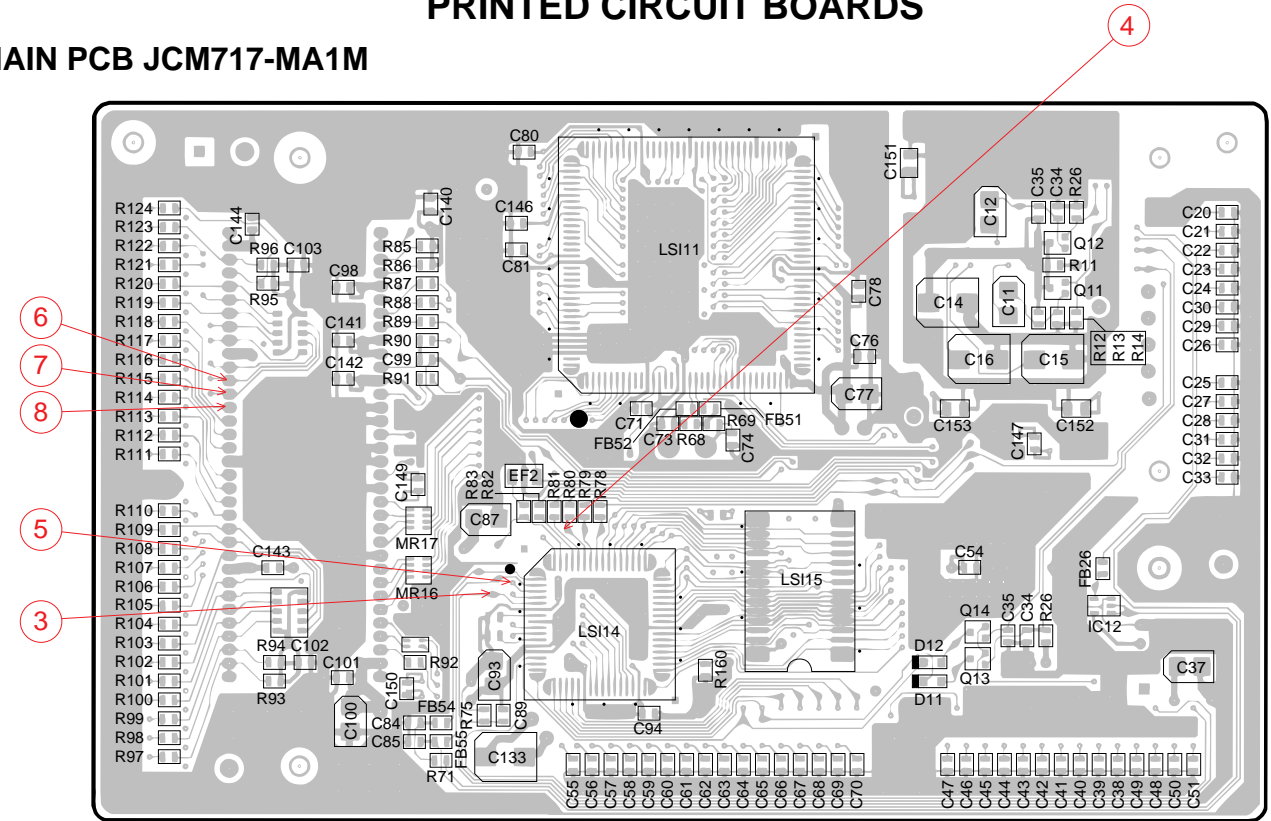 PRINTED CIRCUIT BOARDS
MAIN PCB JCM717-MA1M
4
C80
C151
C140
C146
C81
LSI11
C12
C35
C34
R26
Q12
R11
Q11
C14
C11
C78
C76
C77
C16
C15
R12
R13
R14
C20
C21
C22
C23
C24
C30
C29
C26
C25
C27
C28
C31
C32
C33
R124
R123
R122
R121
R120
R119
R118
R117
R116
R115
R114
R113
R112
R111
C144
R96
C103
R95
C98
C141
C142
R85
R86
R87
R88
R89
R90
C99
R91
6
7
8
C71
FB52
C73
R68
R69
C74
FB51
C153
C152
C147
C149
R83
R82
EF2
R81
R80
R79
R78
C87
MR17
MR16
5
3
R110
R109
R108
R107
R106
R105
R104
R103
R102
R101
R100
R99
R98
R97
C143
R94
C102
R93
C101
C100
R92
C150
FB54
C84
C85
FB55
R71
R75
C89
C93
C133
LSI14
LSI15
R160
C94
C54
FB26
IC12
Q14
Q13
C35
C34
R26
D12
D11
C37
C55
C56
C57
C58
C59
C60
C61
C62
C63
C64
C65
C66
C67
C68
C69
C70
C47
C46
C45
C44
C43
C42
C41
C40
C39
C38
C49
C48
C50
C51